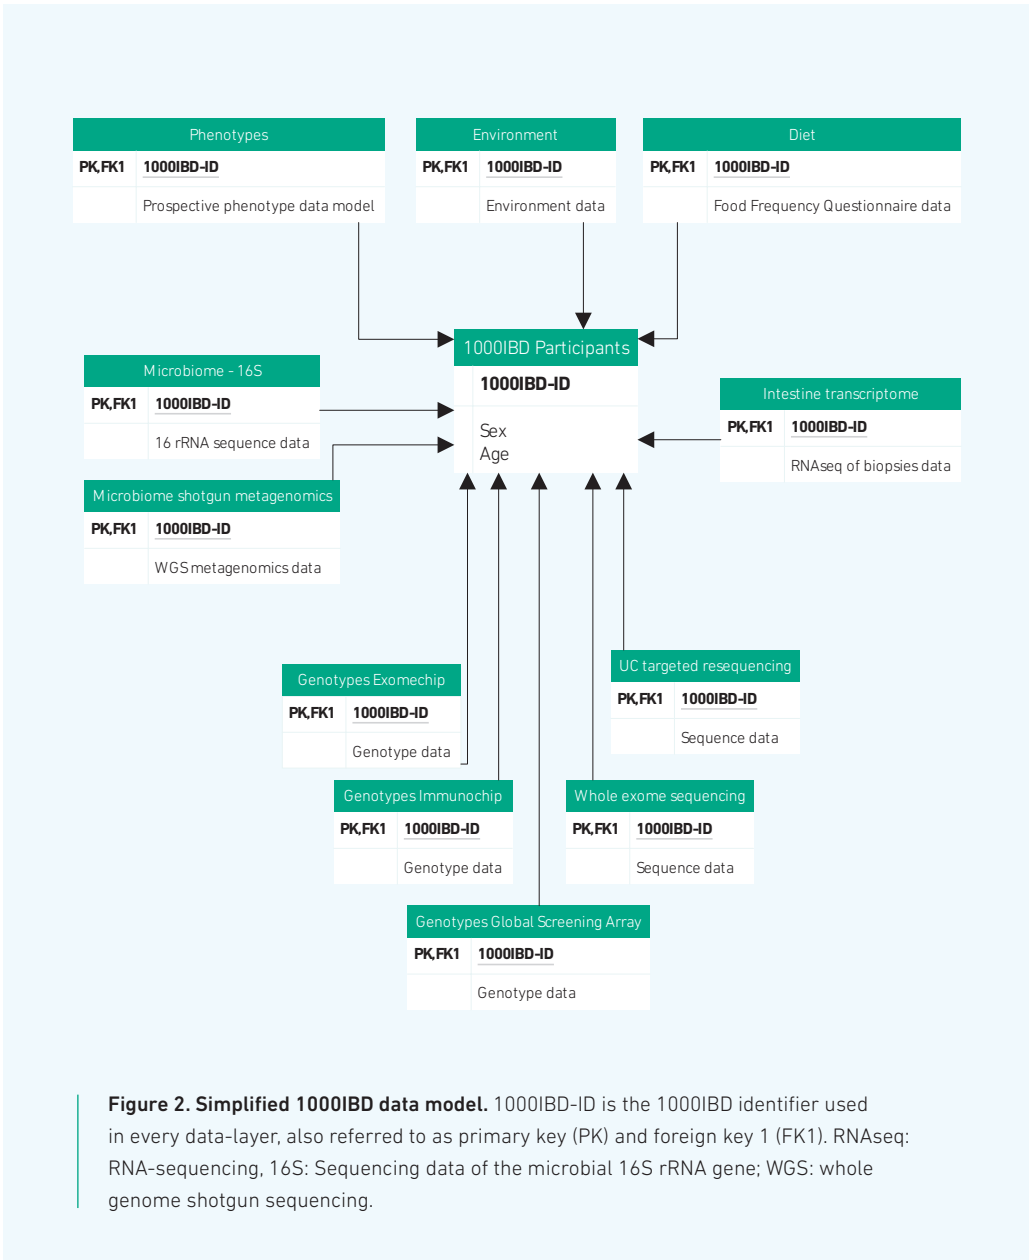 Phenotypes
PK,FK1 1000IBD-ID
Prospective phenotype data model
Environment
PK,FK1 1000IBD-ID
Environment data
Diet
PK,FK1 1000IBD-ID
Food Frequency Questionnaire data
1000IBD Participants
1000IBD-ID
Sex
Age
Microbiome - 16S
PK,FK1 1000IBD-ID
16 rRNA sequence data
Intestine transcriptome
PK,FK1 1000IBD-ID
RNAseq of biopsies data
Microbiome shotgun metagenomics
PK,FK1 1000IBD-ID
WGS metagenomics data
Genotypes Exomechip
PK,FK1 1000IBD-ID
Genotype data
UC targeted resequencing
PK,FK1 1000IBD-ID
Sequence data
Genotypes Immunochip
PK,FK1 1000IBD-ID
Genotype data
Whole exome sequencing
PK,FK1 1000IBD-ID
Sequence data
Genotypes Global Screening Array
PK,FK1 1000IBD-ID
Genotype data
Figure 2. Simplified 1000IBD data model. 1000IBD-ID is the 1000IBD identifier used
in every data-layer, also referred to as primary key (PK) and foreign key 1 (FK1). RNAseq:
RNA-sequencing, 16S: Sequencing data of the microbial 16S rRNA gene; WGS: whole
genome shotgun sequencing.